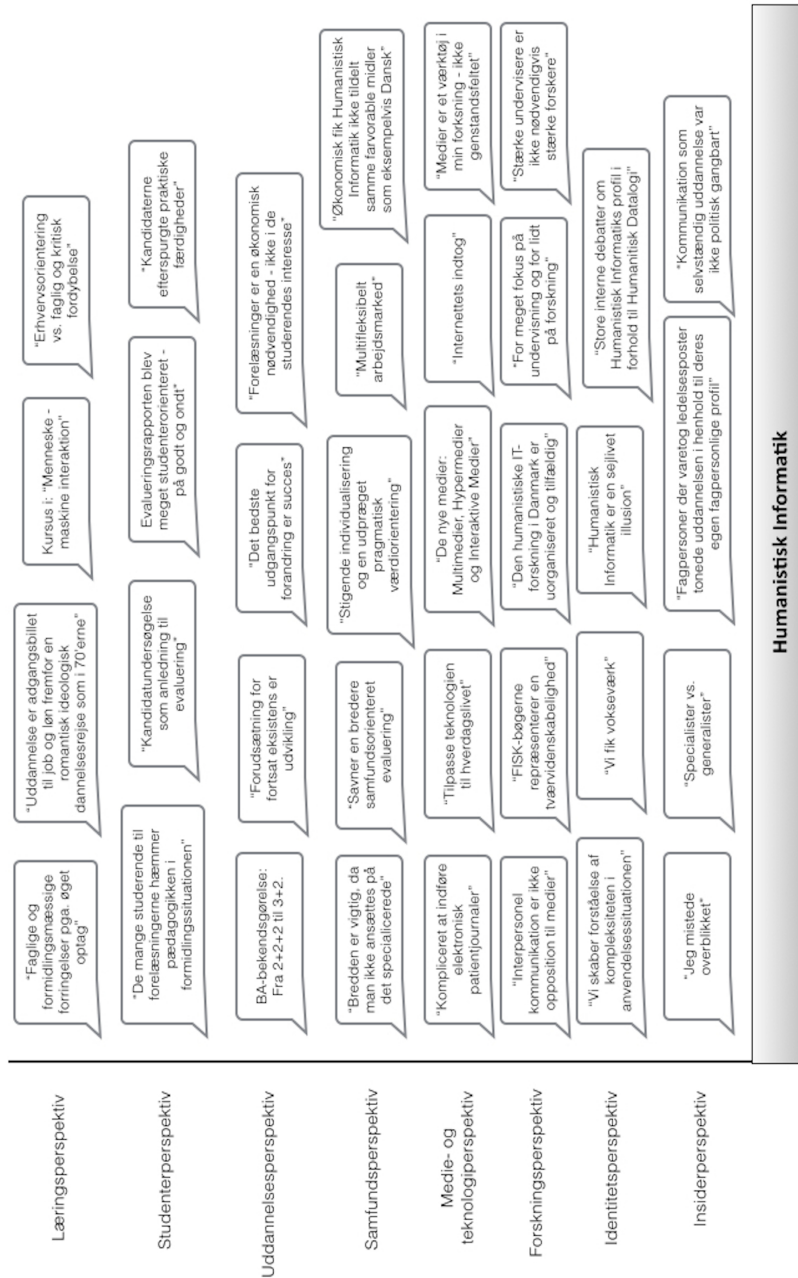 Læringsperspektiv
"Faglige og
formidlingsmæssige
forringelser pga. øget
optag"
"Uddannelse er adgangsbillet
til job og løn fremfor en
romantisk ideologisk
dannelsesrejse som i 70'erne"
Kursus i: "Menneske -
maskine interaktion"
"Erhvervsorientering
vs. faglig og kritisk
fordybelse"
Studenterperspektiv
"De mange studerende til
forelæsningerne hæmmer
pædagogikken i
formidlingssituationen"
"Kandidatundersøgelse
som anledning til
evaluering"
Evalueringsrapporten blev
meget studenterorienteret -
på godt og ondt"
"Kandidaterne
efterspurgte praktiske
færdigheder"
Uddannelsesperspektiv
BA-bekendsgørelse:
Fra 2+2+2 til 3+2.
"Forudsætning for
fortsat eksistens er
udvikling"
"Det bedste
udgangspunkt for
forandring er succes"
"Forelæsninger er en økonomisk
nødvendighed - ikke i de
studerendes interesse"
Samfundsperspektiv
"Bredden er vigtig, da
man ikke ansættes på
det specialicerede"
"Savner en bredere
samfundsorienteret
evaluering"
"Stigende individualisering
og en udpræget
pragmatisk
værdiorientering"
"Multifleksibelt
arbejdsmarked"
"Økonomisk fik Humanistisk
Informatik ikke tildelt
samme farvorable midler
som eksempelvis Dansk"
Medie- og
teknologiperspektiv
"Kompliceret at indføre
elektronisk
patientjournaler"
"Tilpasse teknologien
til hverdagslivet"
"De nye medier:
Multimedier, Hypermedier
og Interaktive Medier"
"Internettets indtog"
"Medier er et værktøj i
min forksning - ikke
genstandsfeltet"
Forskningsperspektiv
"Interpersonel
kommunikation er ikke
opposition til medier"
"FISK-bøgerne
repræsenterer en
tværvidenskabelighed"
"Den humanistiske IT-
forskning i Danmark er
uorganiseret og tilfældig"
"For meget fokus på
undervisning og for lidt
på forskning"
"Stærke undervisere er
ikke nødvendigvis
stærke forskere"
Identitetsperspektiv
"Vi skaber forståelse af
kompleksiteten i
anvendelsessituationen"
"Vi fik vokseværk"
"Humanistisk
Informatik er en sejlivet
illusion"
"Store interne debatter om
Humanistisk Informatiks profil i
forhold til Humanitisk Datalogi"
Insiderperspektiv
"Jeg mistede
overblikket"
"Specialister vs.
generalister"
"Fagpersoner der varetog ledelsesposter
tonede uddannelsen i henhold til deres
egen fagpersonlige profil"
"Kommunikation som
selvstændig uddannelse var
ikke politisk gangbart"
Humanistisk Informatik